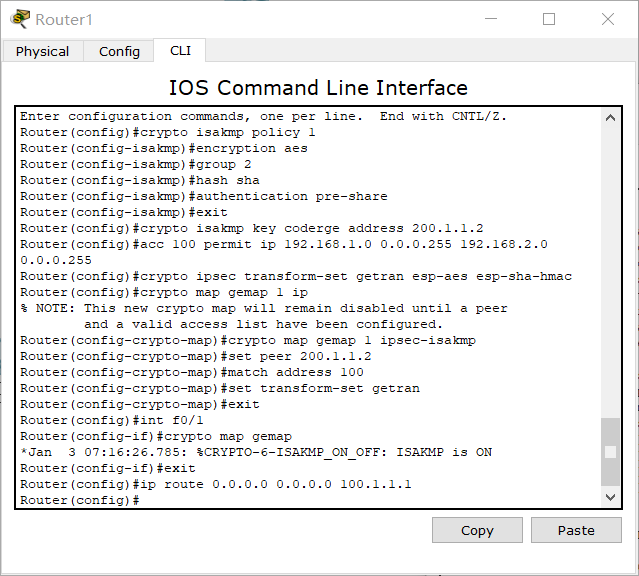 Router1
Physical Config CLI
IOS Command Line Interface
Enter configuration commands, one per line.  End with CNTL/Z.
Router(config)#crypto isakmp policy 1
Router(config-isakmp)#encryption aes
Router(config-isakmp)#group 2
Router(config-isakmp)#hash sha
Router(config-isakmp)#authentication pre-share
Router(config-isakmp)#exit
Router(config)#crypto isakmp key coderge address 200.1.1.2
Router(config)#acc 100 permit ip 192.168.1.0 0.0.0.255 192.168.2.0
0.0.0.255
Router(config)#crypto ipsec transform-set getran esp-aes esp-sha-hmac
Router(config)#crypto map gemap 1 ip
% NOTE: This new crypto map will remain disabled until a peer
        and a valid access list have been configured.
Router(config-crypto-map)#crypto map gemap 1 ipsec-isakmp
Router(config-crypto-map)#set peer 200.1.1.2
Router(config-crypto-map)#match address 100
Router(config-crypto-map)#set transform-set getran
Router(config-crypto-map)#exit
Router(config)#int f0/1
Router(config-if)#crypto map gemap
*Jan  3 07:16:26.785: %CRYPTO-6-ISAKMP_ON_OFF: ISAKMP is ON
Router(config-if)#exit
Router(config)#ip route 0.0.0.0 0.0.0.0 100.1.1.1
Router(config)#
Copy Paste